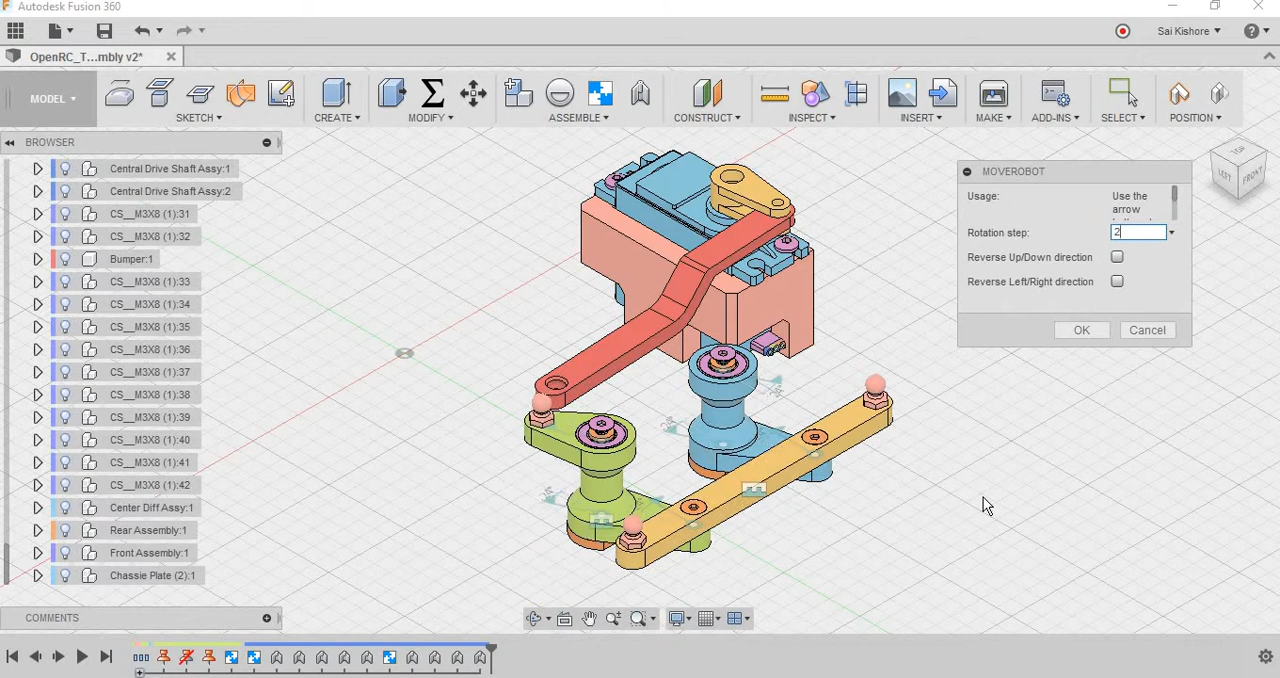 Autodesk Fusion 360
Sai Kishore
OpenRC_T...mbly v2*
MODEL
SKETCH
CREATE
MODIFY
ASSEMBLE
CONSTRUCT
INSPECT
INSERT
MAKE
ADD-INS
SELECT
POSITION
BROWSER
Central Drive Shaft Assy:1
Central Drive Shaft Assy:2
CS__M3X8 (1):31
CS__M3X8 (1):32
Bumper:1
CS__M3X8 (1):33
CS__M3X8 (1):34
CS__M3X8 (1):35
CS__M3X8 (1):36
CS__M3X8 (1):37
CS__M3X8 (1):38
CS__M3X8 (1):39
CS__M3X8 (1):40
CS__M3X8 (1):41
CS__M3X8 (1):42
Center Diff Assy:1
Rear Assembly:1
Front Assembly:1
Chassie Plate (2):1
COMMENTS
MOVEROBOT
Usage:
Use the
arrow
Rotation step:
2
Reverse Up/Down direction
Reverse Left/Right direction
OK
Cancel
TOP
LEFT
FRONT